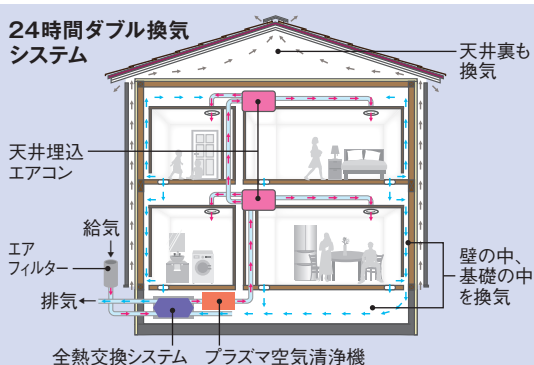 24時間ダブル換気
システム
天井裏も
換気
天井埋込
エアコン
給気
エア
フィルター
排気
壁の中、
基礎の中
を換気
全熱交換システム
プラズマ空気清浄機